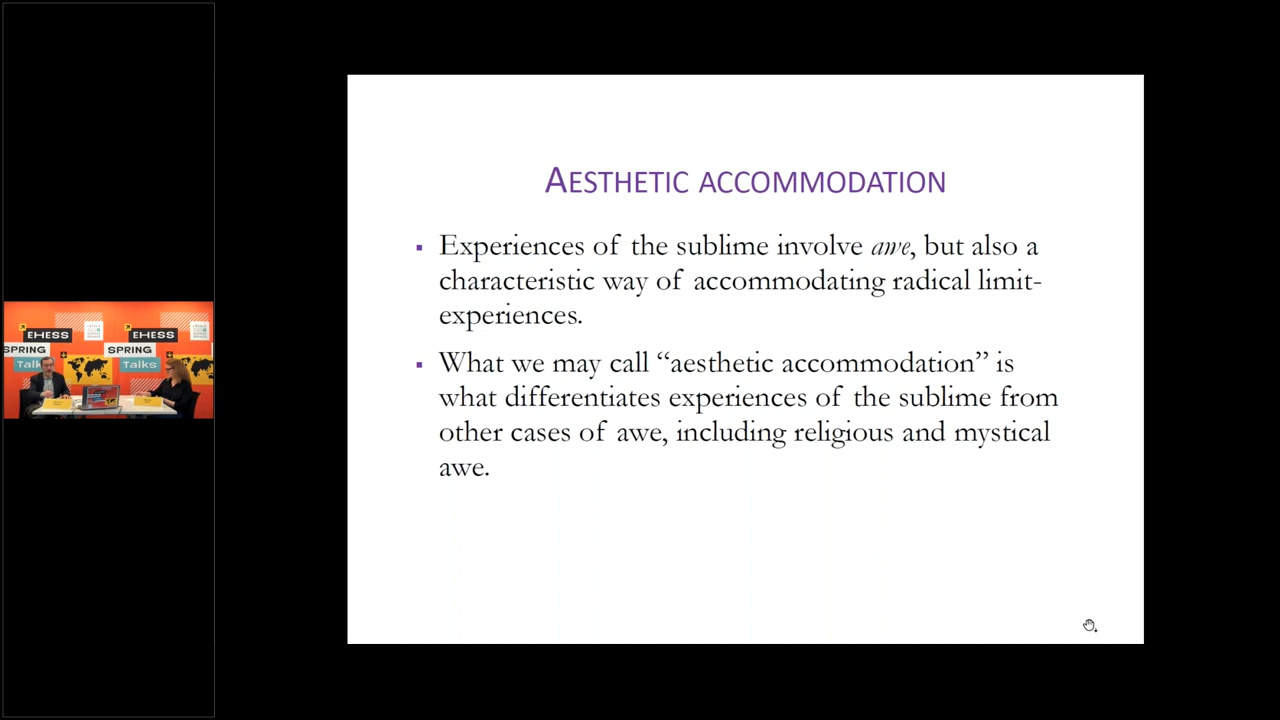 AESTHETIC ACCOMMODATION
▪ Experiences of the sublime involve awe, but also a
characteristic way of accommodating radical limit-
experiences.
▪ What we may call “aesthetic accommodation” is
what differentiates experiences of the sublime from
other cases of awe, including religious and mystical
awe.
EHESS
EHESS
SPRING
SPRING
Talks
Talks